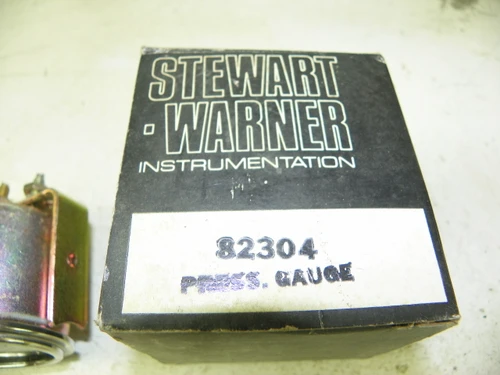 STEWART
·WARNER
INSTRUMENTATION
82304
PRESS. GAUGE